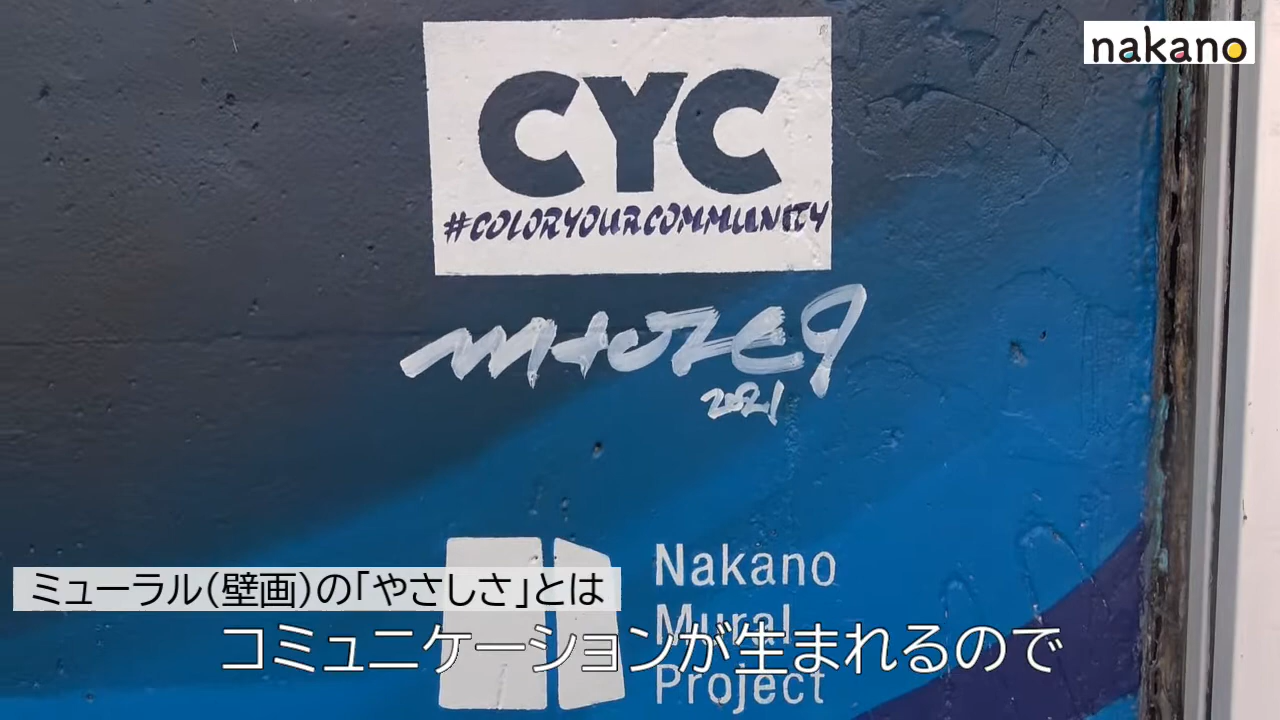 nakano
CYC
#COLORYOURCOMMUNITY
2021
Nakano
Mural
Project
ミューラル(壁画)の「やさしさ」とは
コミュニケーションが生まれるので